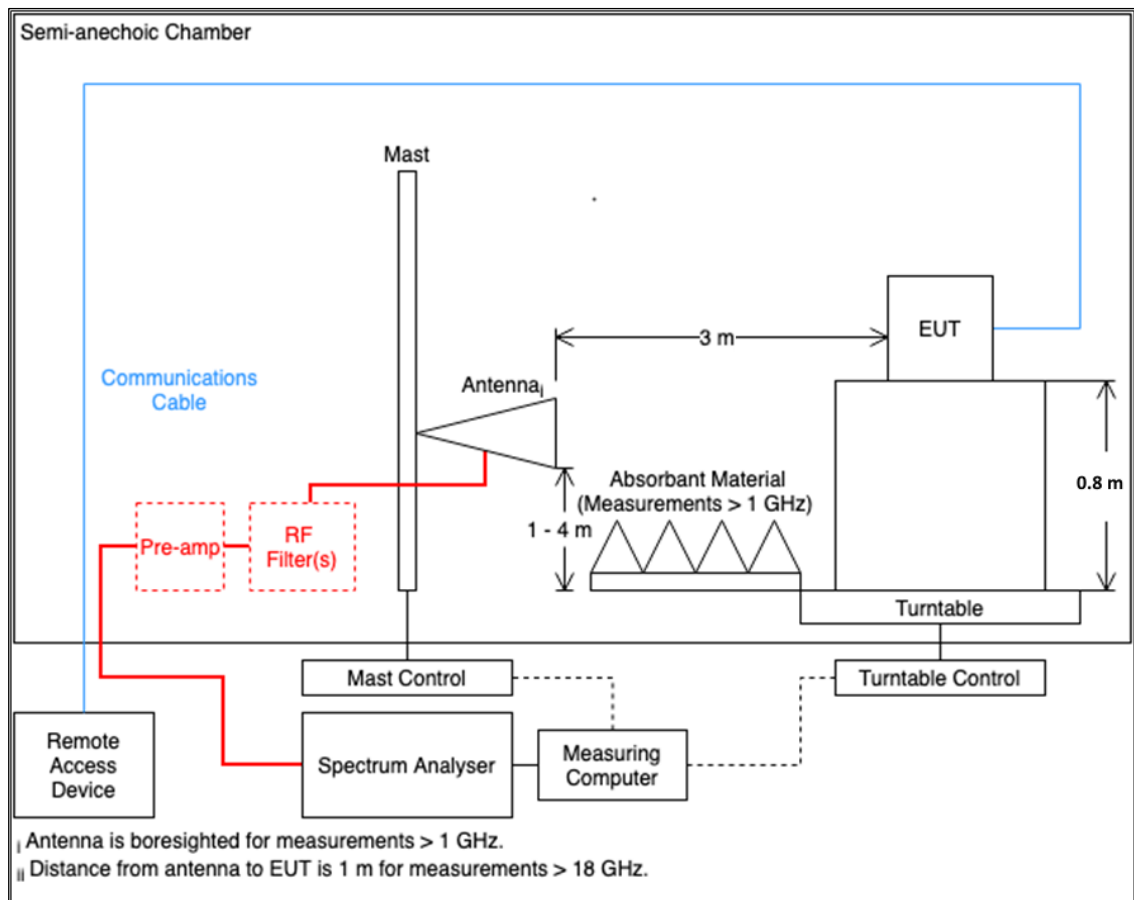 Semi-anechoic Chamber
Mast
EUT
3 m
Communications
Cable
Antennai
Absorbant Material
(Measurements > 1 GHz)
0.8 m
1 - 4 m
Pre-amp
RF
Filter(s)
Turntable
Mast Control
Turntable Control
Remote
Access
Device
Spectrum Analyser
Measuring
Computer
i Antenna is boresighted for measurements > 1 GHz.
ii Distance from antenna to EUT is 1 m for measurements > 18 GHz.